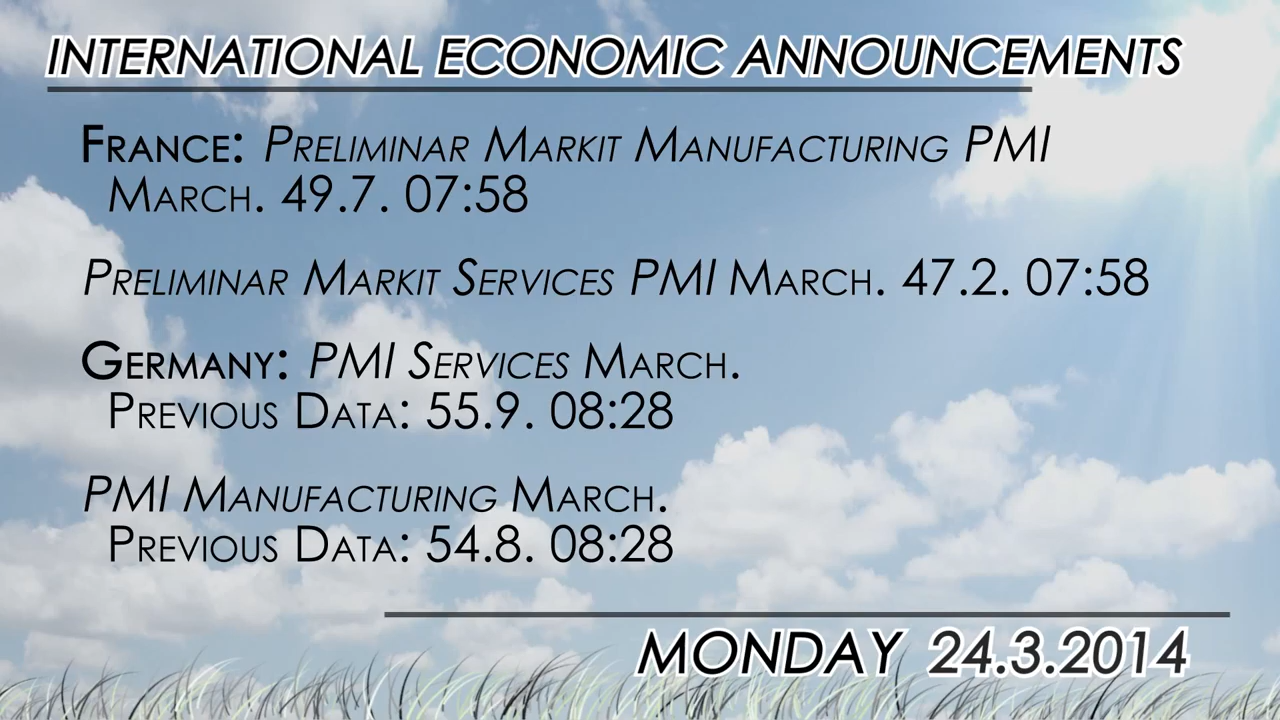 INTERNATIONAL ECONOMIC ANNOUNCEMENTS
FRANCE: PRELIMINAR MARKIT MANUFACTURING PMI
MARCH. 49.7. 07:58
PRELIMINAR MARKIT SERVICES PMI MARCH. 47.2. 07:58
GERMANY: PMI SERVICES MARCH.
PREVIOUS DATA: 55.9. 08:28
PMI MANUFACTURING MARCH.
PREVIOUS DATA: 54.8. 08:28
MONDAY 24.3.2014